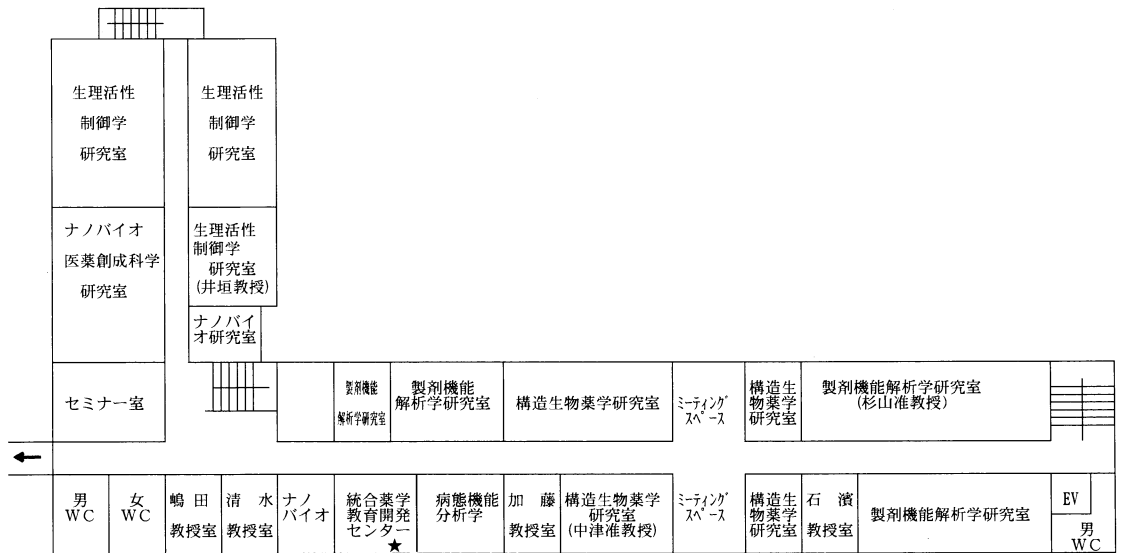 生理活性
制御学
研究室
生理活性
制御学
研究室
ナノバイオ
医薬創成科学
研究室
生理活性
制御学
研究室
(井垣教授)
ナノバイ
オ研究室
セミナー室
製剤機能
解析学研究室
製剤機能
解析学研究室
構造生物薬学研究室
ミーティング
スペース
構造生
物薬学
研究室
製剤機能解析学研究室
(杉山准教授)
男
WC
女
WC
嶋田
教授室
清水
教授室
ナノ
バイオ
統合薬学
教育開発
センター
★
病態機能
分析学
加藤
教授室
構造生物薬学
研究室
(中津准教授)
ミーティング
スペース
構造生
物薬学
研究室
石濱
教授室
製剤機能解析学研究室
EV
男
WC